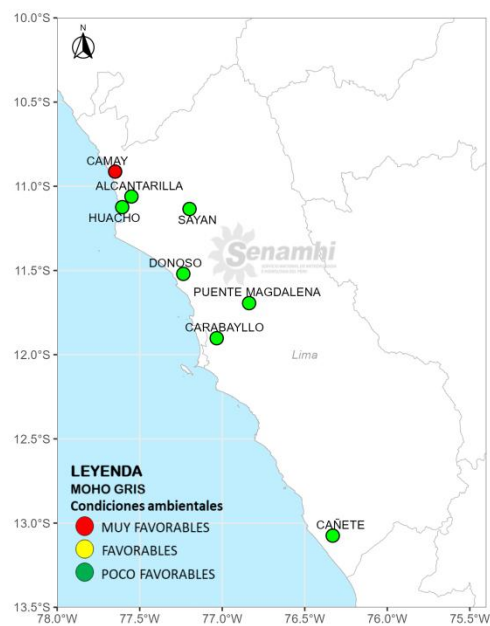 10.0°S
N
10.5°S
CAMAY
11.0°S
ALCANTARILLA
HUACHO
SAYAN
Senamhi
DONOSO
11.5°S
PUENTE MAGDALENA
CARABAYLLO
12.0°S
Lima
12.5°S
LEYENDA
MOHO GRIS
Condiciones ambientales
MUY FAVORABLES
FAVORABLES
POCO FAVORABLES
CAÑETE
13.0°S
13.5°S
78.0°W 77.5°W 77.0°W 76.5°W 76.0°W 75.5°W